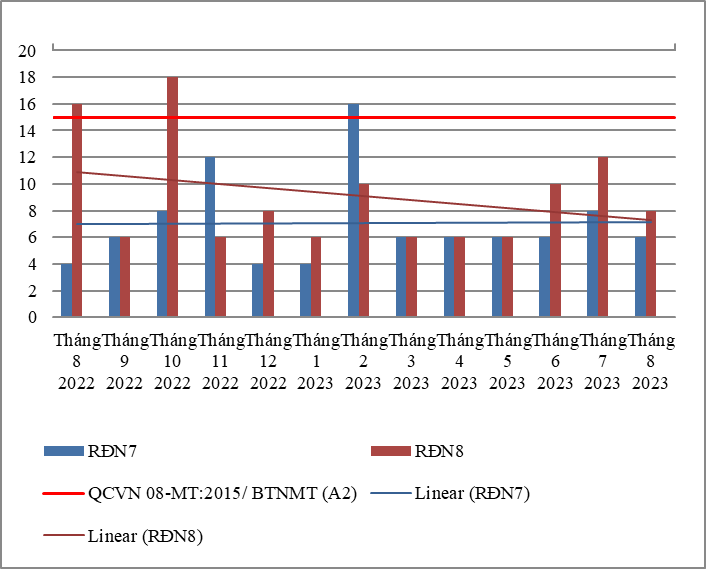 20
18
16
14
12
10
8
6
4
2
0
Tháng 8 2022
Tháng 9 2022
Tháng 10 2022
Tháng 11 2022
Tháng 12 2022
Tháng 1 2023
Tháng 2 2023
Tháng 3 2023
Tháng 4 2023
Tháng 5 2023
Tháng 6 2023
Tháng 7 2023
Tháng 8 2023
RĐN7
RĐN8
QCVN 08-MT:2015/ BTNMT (A2)
Linear (RĐN7)
Linear (RĐN8)